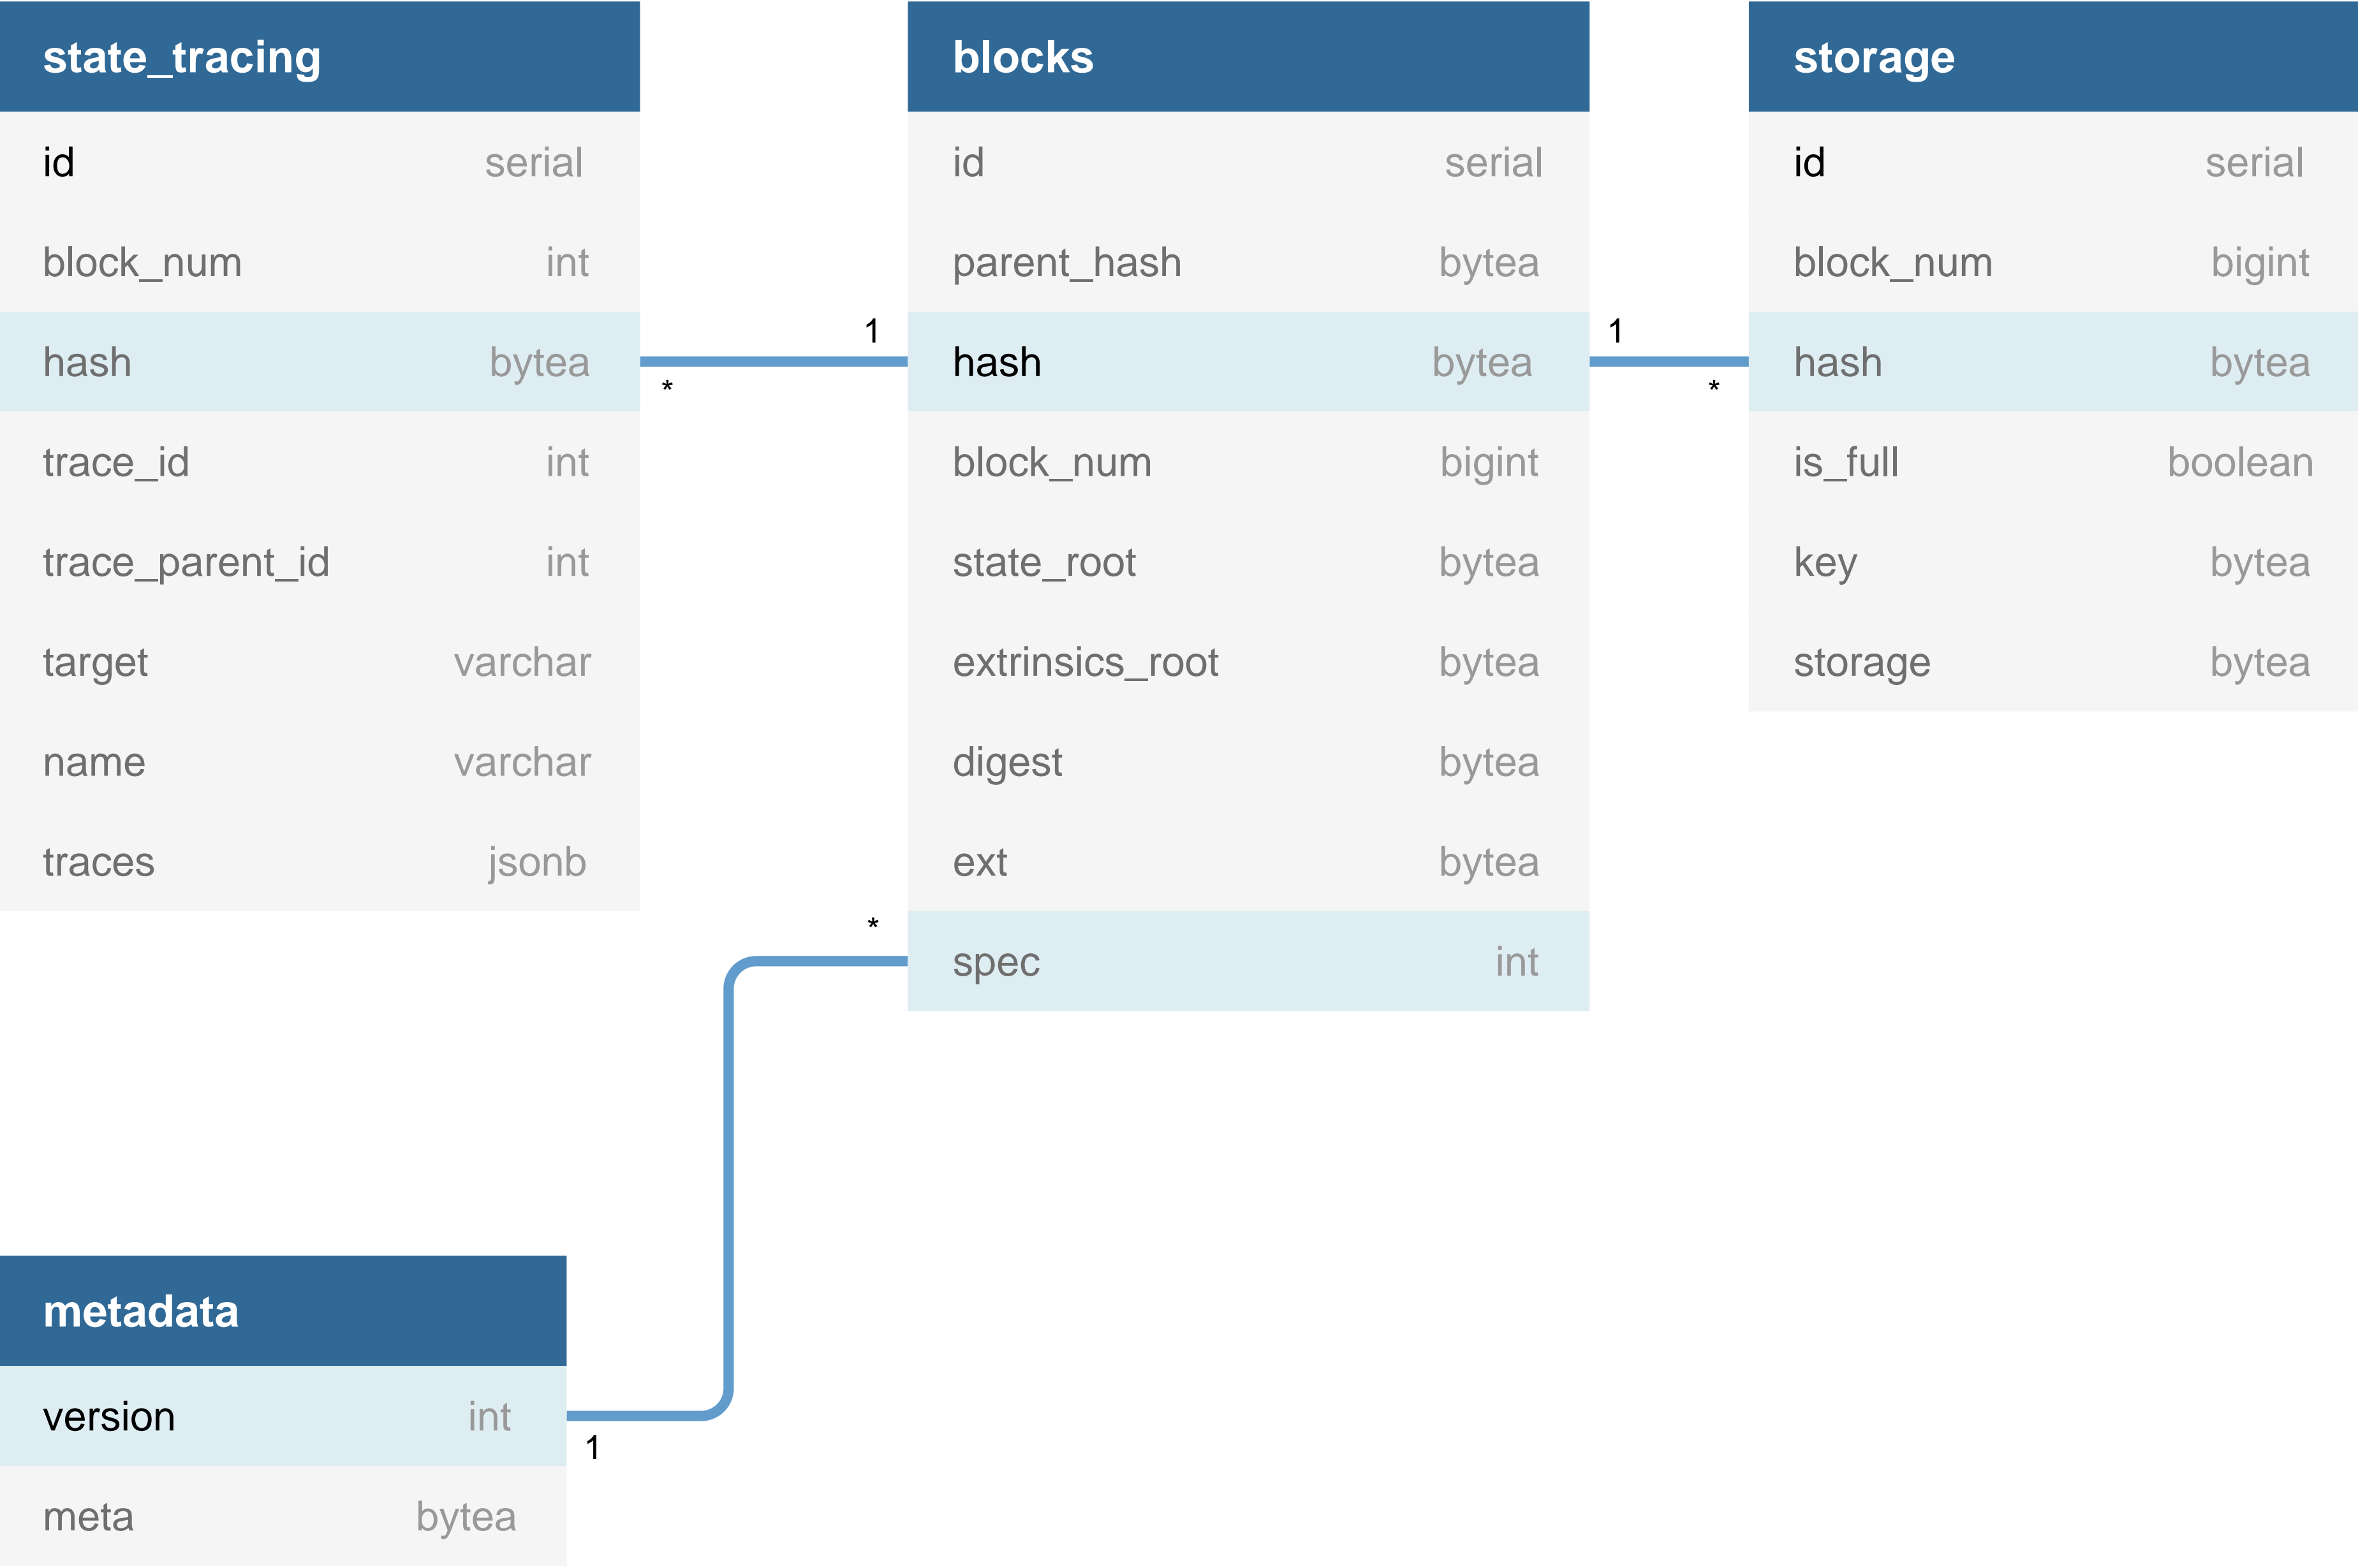 state_tracing
id serial
block_num int
hash bytea
trace_id int
trace_parent_id int
target varchar
name varchar
traces jsonb
*
1
blocks
id serial
parent_hash bytea
hash bytea
block_num bigint
state_root bytea
extrinsics_root bytea
digest bytea
ext bytea
spec int
1
*
storage
id serial
block_num bigint
hash bytea
is_full boolean
key bytea
storage bytea
*
metadata
version int
1
meta bytea